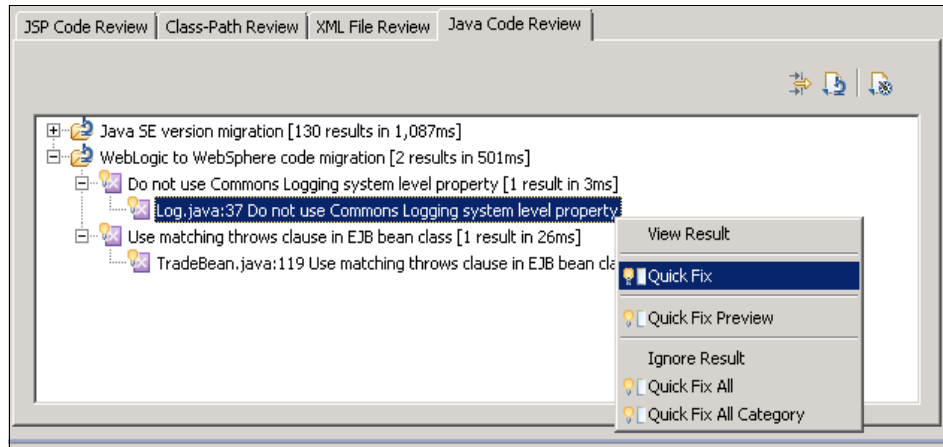 JSP Code Review Class-Path Review XML File Review Java Code Review
Java SE version migration [130 results in 1,087ms]
WebLogic to WebSphere code migration [2 results in 501ms]
Do not use Commons Logging system level property [1 result in 3ms]
Log.java:37 Do not use Commons Logging system level property
Use matching throws clause in EJB bean class [1 result in 26ms]
TradeBean.java:119 Use matching throws clause in EJB bean cla
View Result
Quick Fix
Quick Fix Preview
Ignore Result
Quick Fix All
Quick Fix All Category